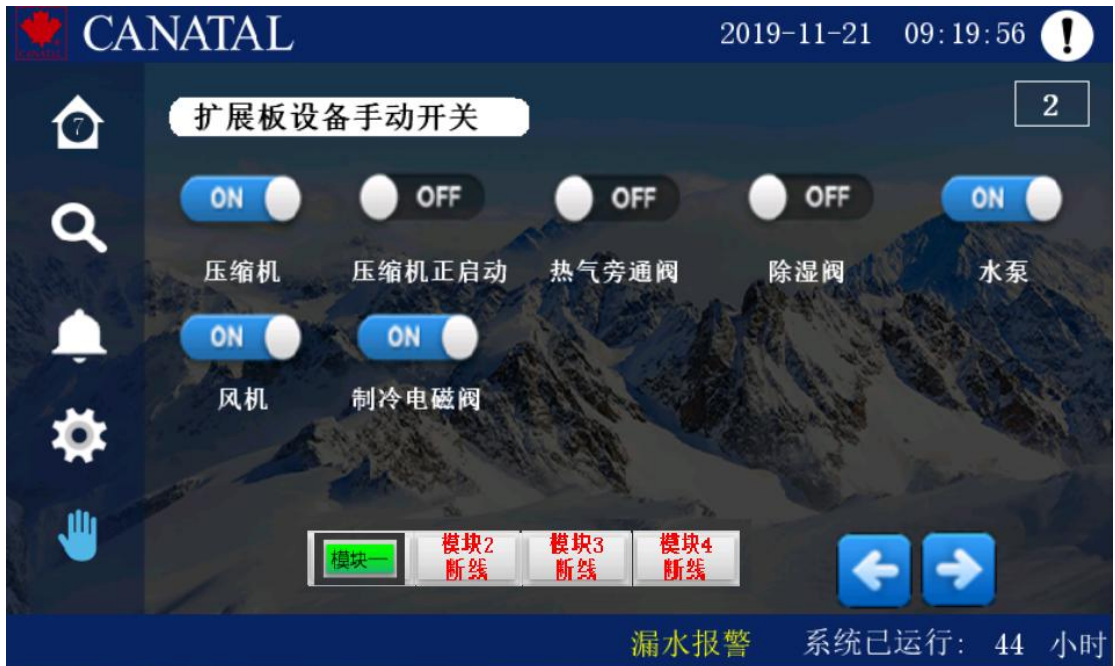 CANATAL
2019-11-21 09:19:56
CANATAL
7
扩展板设备手动开关
2
ON OFF OFF OFF ON
压缩机 压缩机正启动 热气旁通阀 除湿阀 水泵
ON ON
风机 制冷电磁阀
模块一
模块2
断线
模块3
断线
模块4
断线
漏水报警 系统已运行: 44 小时